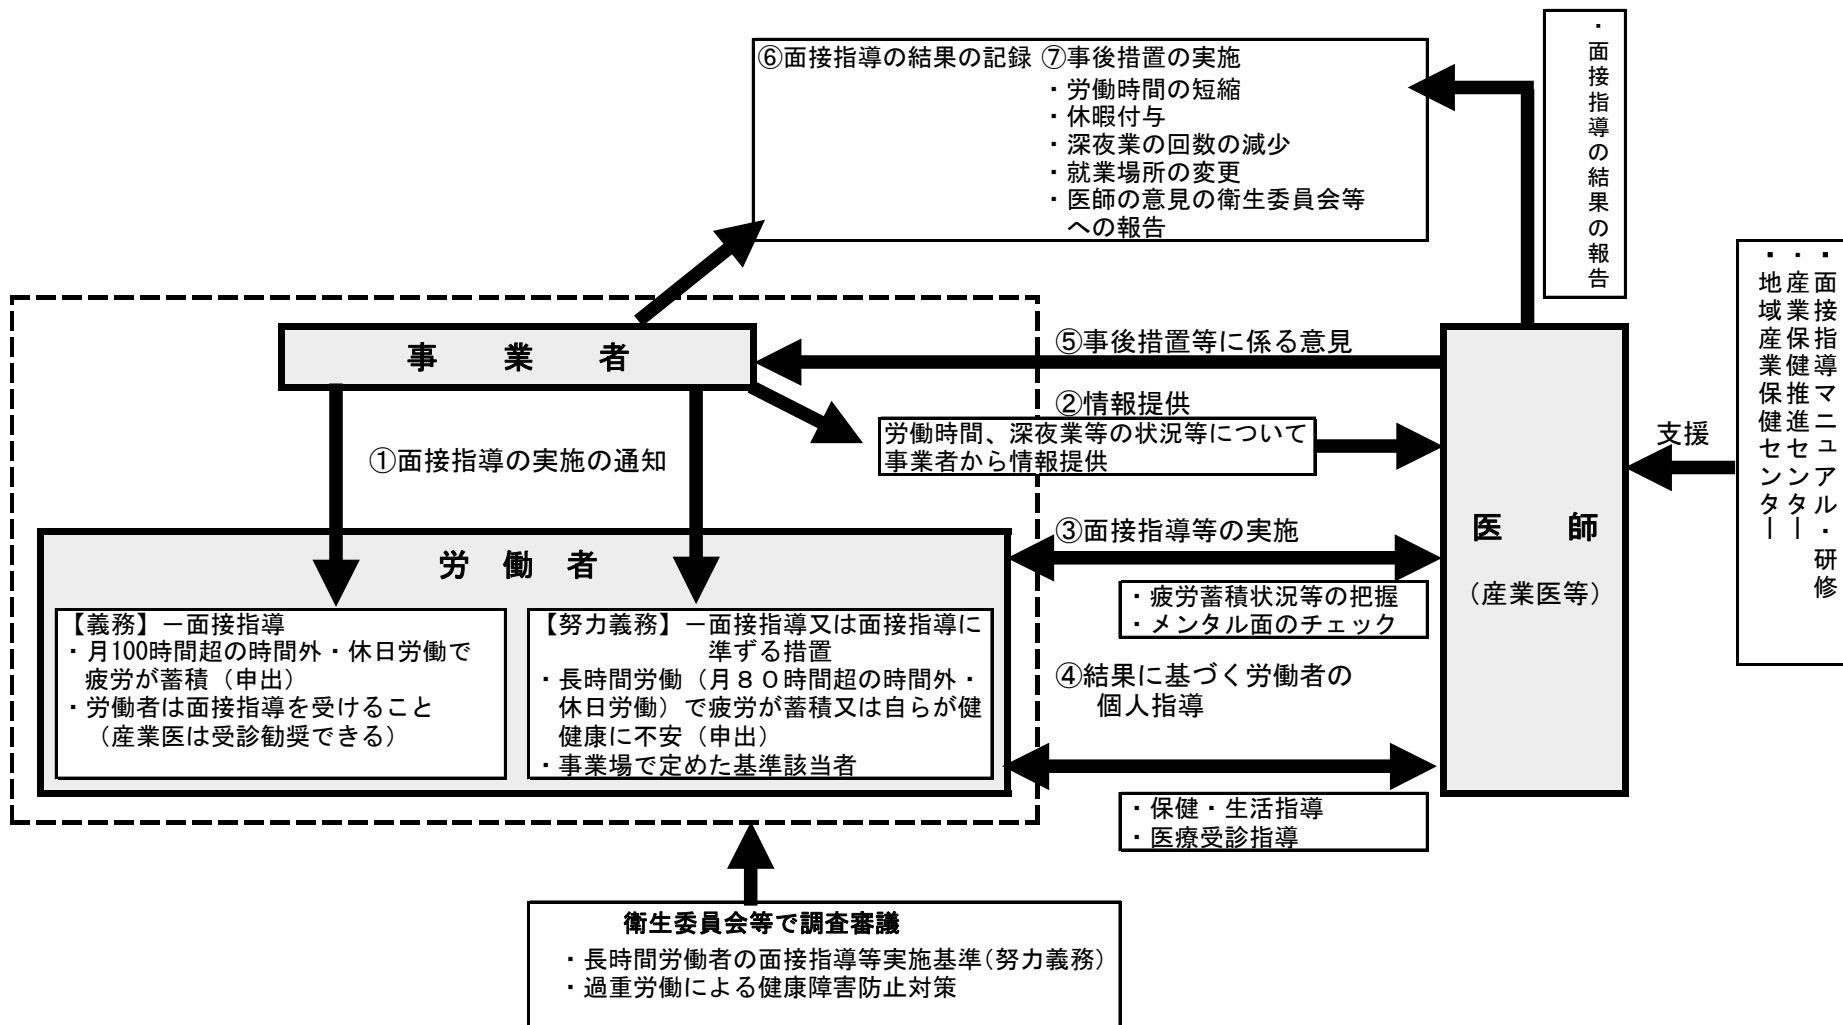 ⑥面接指導の結果の記録
⑦事後措置の実施
・労働時間の短縮
・休暇付与
・深夜業の回数の減少
・就業場所の変更
・医師の意見の衛生委員会等
への報告
・面接指導の結果の報告
・面接指導マニュアル・研修
・産業保健推進センター
・地域産業保健センター
支援
事業者
⑤事後措置等に係る意見
②情報提供
労働時間、深夜業等の状況等について
事業者から情報提供
①面接指導の実施の通知
医師
（産業医等）
③面接指導等の実施
・疲労蓄積状況等の把握
・メンタル面のチェック
④結果に基づく労働者の
個人指導
・保健・生活指導
・医療受診指導
労働者
【義務】－面接指導
・月100時間超の時間外・休日労働で
疲労が蓄積（申出）
・労働者は面接指導を受けること
（産業医は受診勧奨できる）
【努力義務】－面接指導又は面接指導に
準ずる措置
・長時間労働（月８０時間超の時間外・
休日労働）で疲労が蓄積又は自らが健
健康に不安（申出）
・事業場で定めた基準該当者
衛生委員会等で調査審議
・長時間労働者の面接指導等実施基準(努力義務)
・過重労働による健康障害防止対策